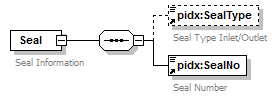 pidx:SealType
Seal Type Inlet/Outlet
Seal
Seal Information
pidx:SealNo
Seal Number